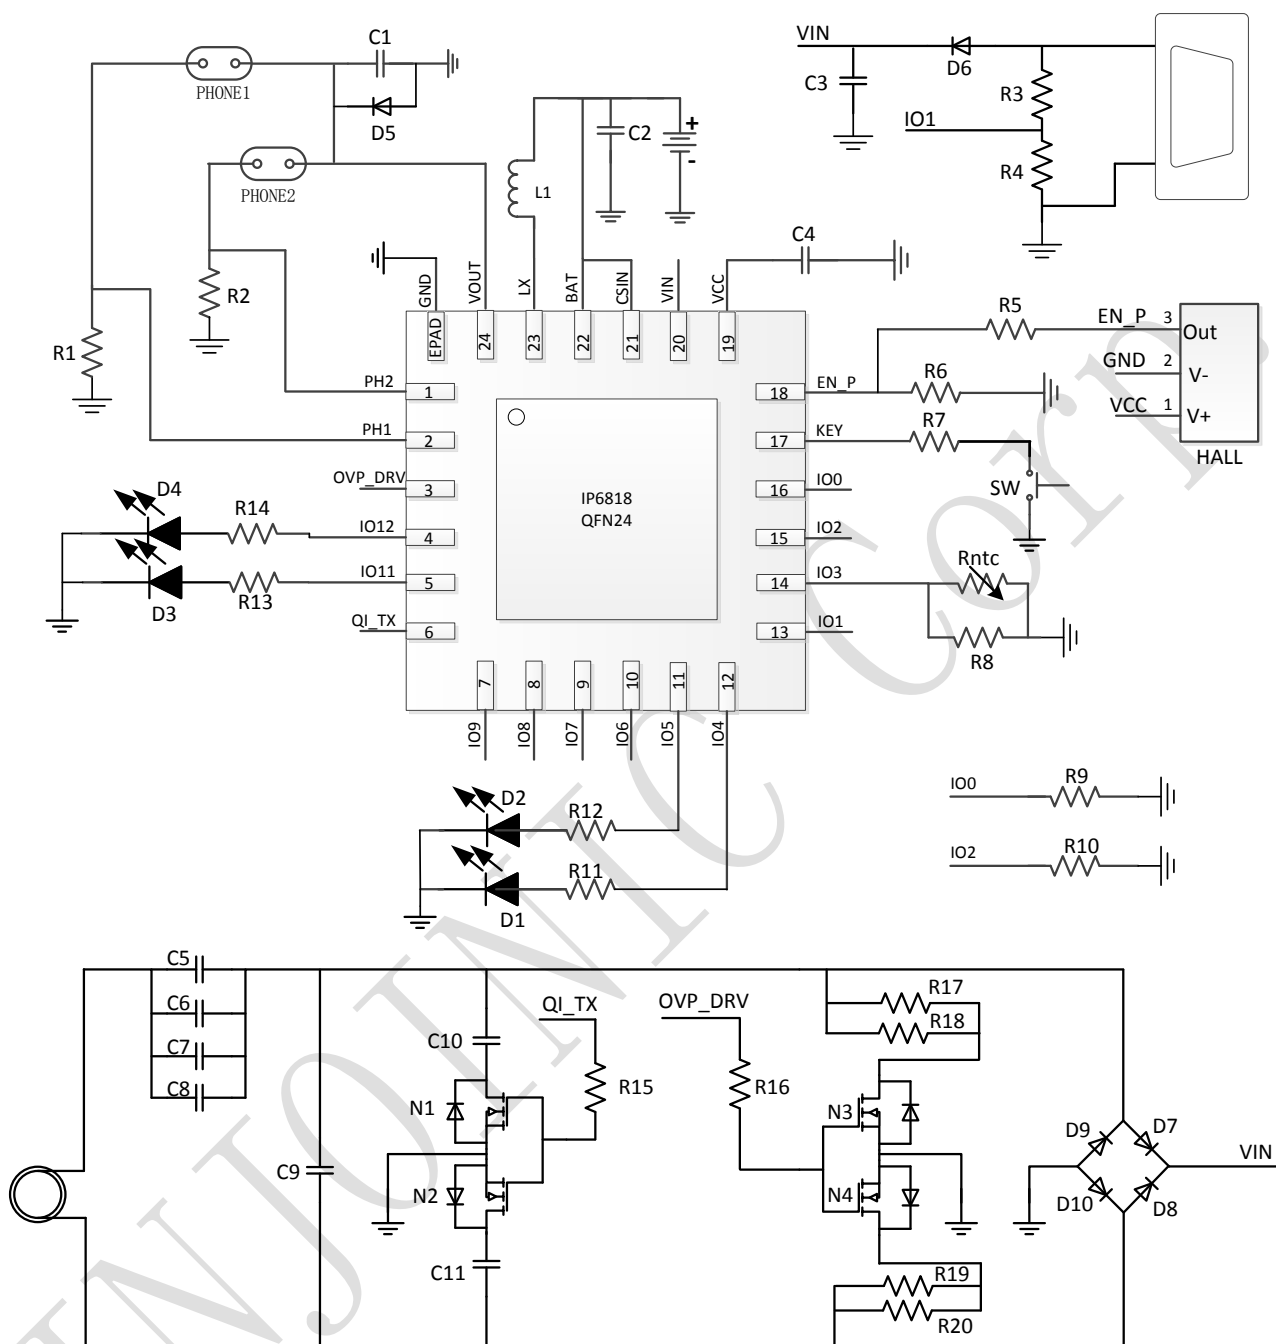 C1
VIN
PHONE1
D6
C3
R3
D5
+
C2
IO1
-
R4
PHONE2
L1
C4
GND
VOUT
LX
BAT
CSIN
VIN
VCC
R2
R5
EN_P
3
Out
R1
EPAD
24
23
22
21
20
19
GND
2
V-
PH2
1
18
EN_P
R6
VCC
1
V+
PH1
2
17
KEY
R7
HALL
OVP_DRV
3
16
IO0
SW
D4
R14
IP6818
QFN24
IO12
4
15
IO2
Rntc
IO11
5
14
IO3
D3
R13
QI_TX
6
13
IO1
R8
7
8
9
10
11
12
IO9
IO8
IO7
IO6
IO5
IO4
IO0
R9
D2
R12
IO2
R10
R11
D1
C5
C6
C7
C8
QI_TX
OVP_DRV
R17
R18
C10
R15
R16
N1
N3
D9
D7
C9
VIN
N2
N4
D10
D8
C11
R19
R20
INJOINIC Corp.